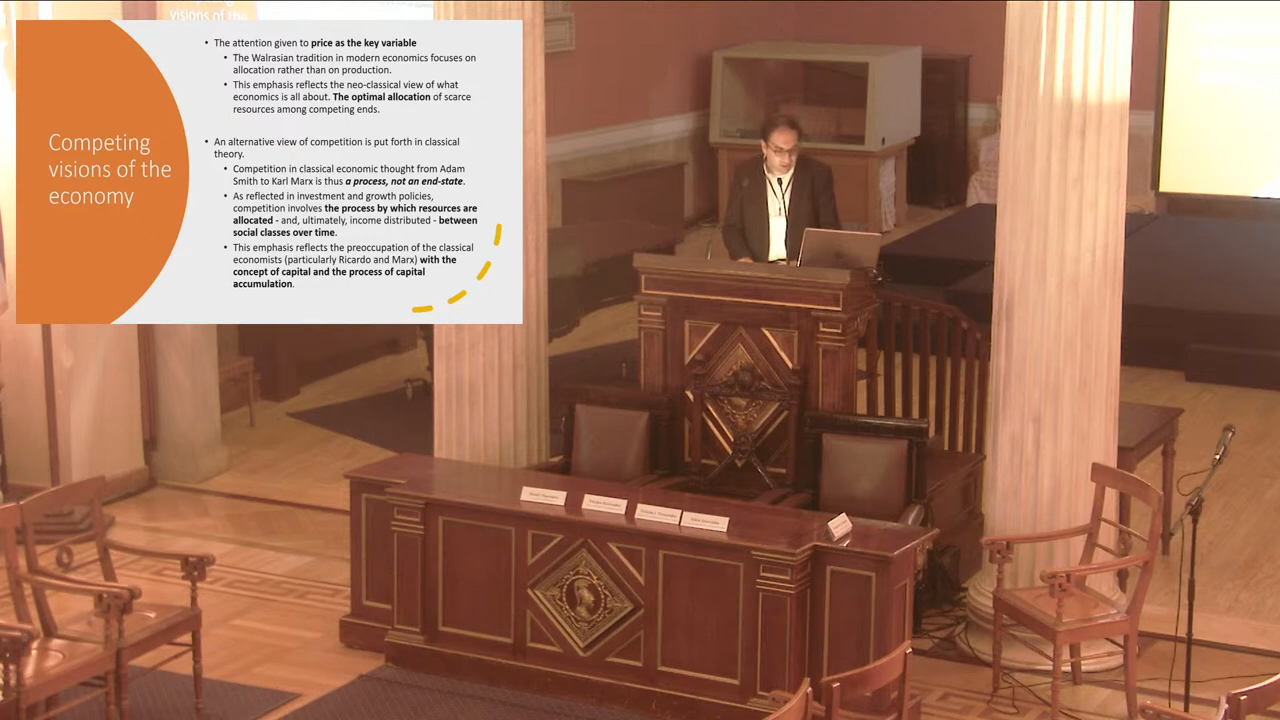 visions of the
Competing
visions of the
economy
• The attention given to price as the key variable
• The Walrasian tradition in modern economics focuses on
allocation rather than on production.
• This emphasis reflects the neo-classical view of what
economics is all about. The optimal allocation of scarce
resources among competing ends.
• An alternative view of competition is put forth in classical
theory.
• Competition in classical economic thought from Adam
Smith to Karl Marx is thus a process, not an end-state.
• As reflected in investment and growth policies,
competition involves the process by which resources are
allocated - and, ultimately, income distributed - between
social classes over time.
• This emphasis reflects the preoccupation of the classical
economists (particularly Ricardo and Marx) with the
concept of capital and the process of capital
accumulation.